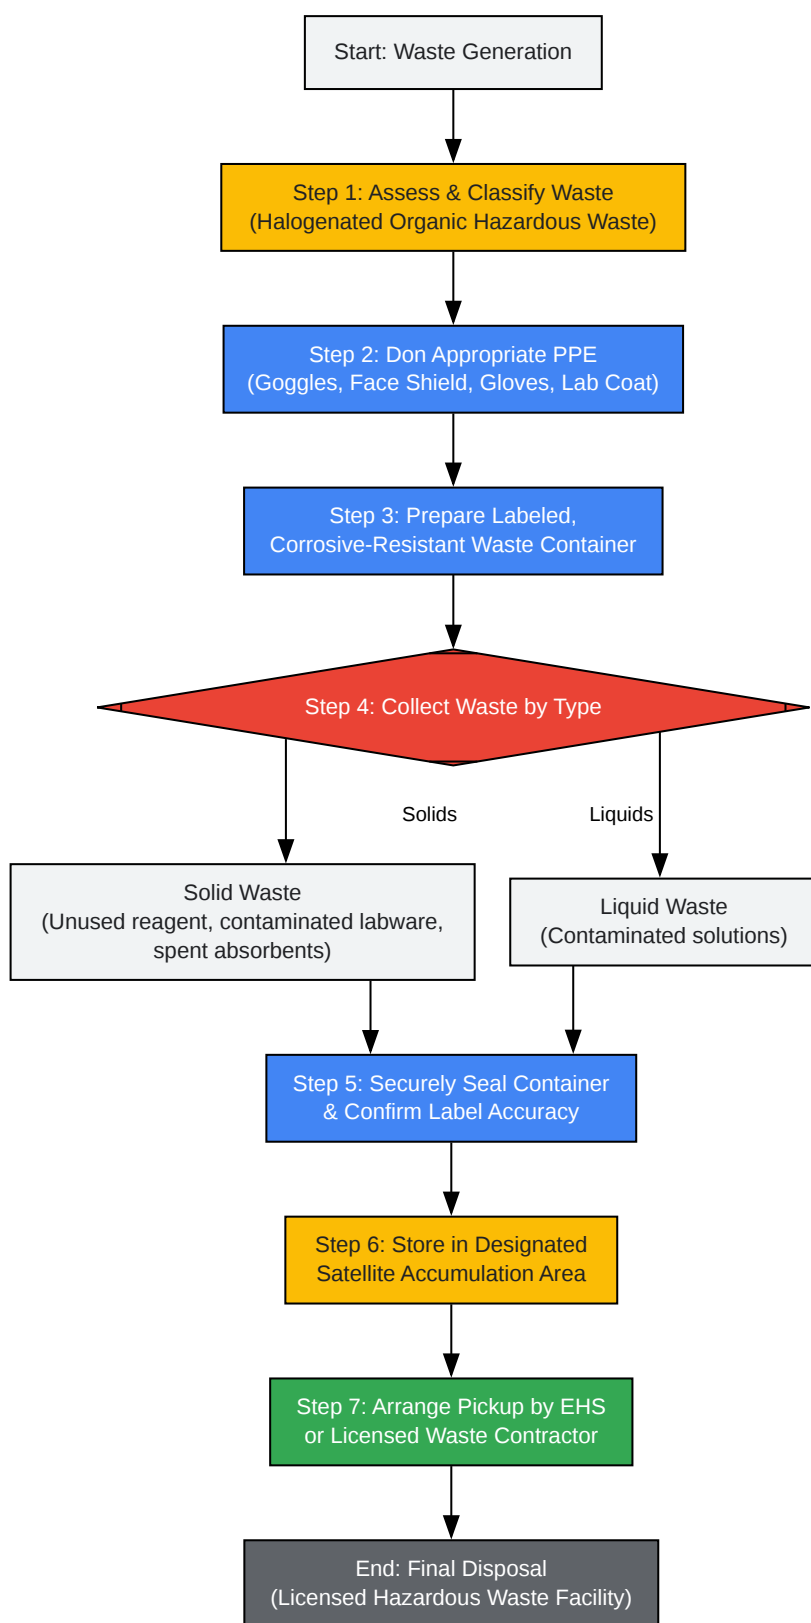 Start: Waste Generation
Step 1: Assess & Classify Waste
(Halogenated Organic Hazardous Waste)
Step 2: Don Appropriate PPE
(Goggles, Face Shield, Gloves, Lab Coat)
Step 3: Prepare Labeled,
Corrosive-Resistant Waste Container
Step 4: Collect Waste by Type
Solids
Liquids
Solid Waste
(Unused reagent, contaminated labware,
spent absorbents)
Liquid Waste
(Contaminated solutions)
Step 5: Securely Seal Container
& Confirm Label Accuracy
Step 6: Store in Designated
Satellite Accumulation Area
Step 7: Arrange Pickup by EHS
or Licensed Waste Contractor
End: Final Disposal
(Licensed Hazardous Waste Facility)